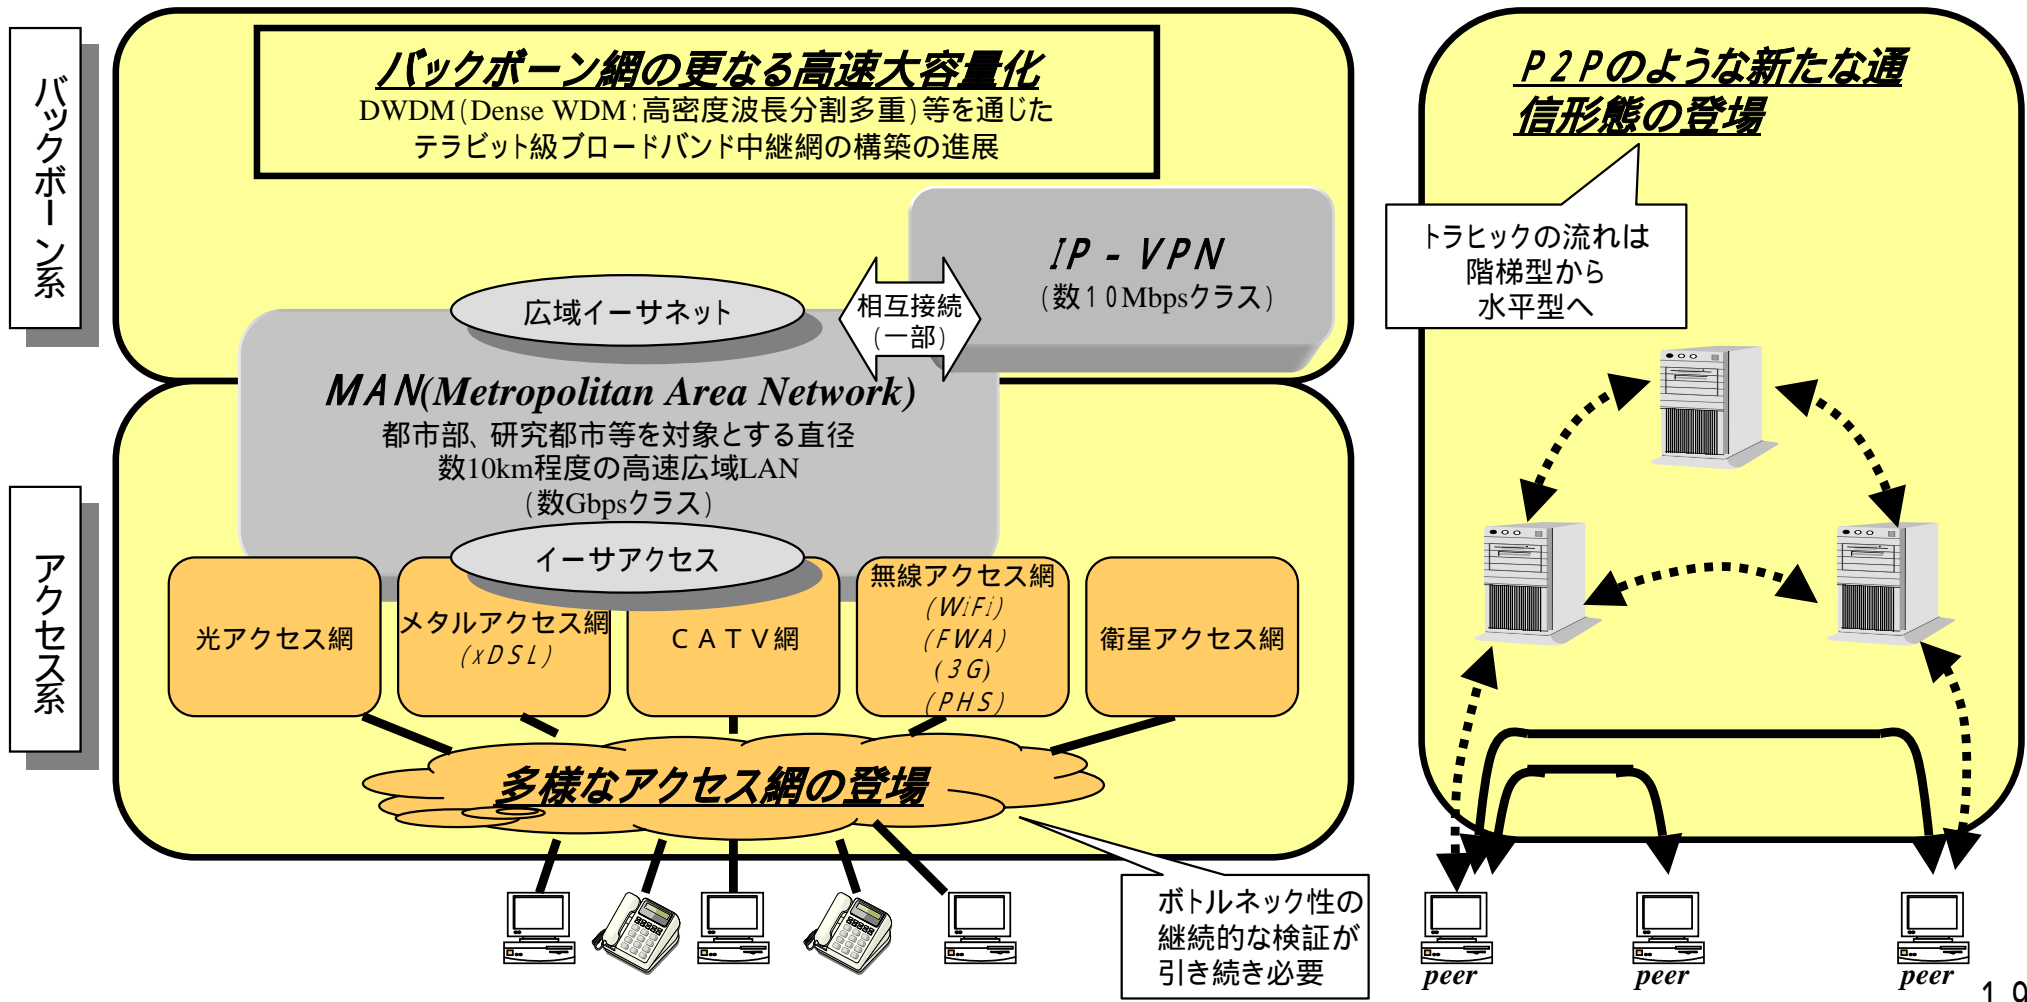 バックボーン系
バックボーン網の更なる高速大容量化
DWDM(Dense WDM:高密度波長分割多重)等を通じた
テラビット級ブロードバンド中継網の構築の進展
IP-VPN
(数10Mbpsクラス)
相互接続
(一部)
広域イーサネット
MAN(Metropolitan Area Network)
都市部、研究都市等を対象とする直径
数10km程度の高速広域LAN
(数Gbpsクラス)
イーサアクセス
アクセス系
光アクセス網
メタルアクセス網
(xDSL)
CATV網
無線アクセス網
(WiFi)
(FWA)
(3G)
(PHS)
衛星アクセス網
多様なアクセス網の登場
ボトルネック性の
継続的な検証が
引き続き必要
P2Pのような新たな通
信形態の登場
トラヒックの流れは
階梯型から
水平型へ
peer
peer
peer
19